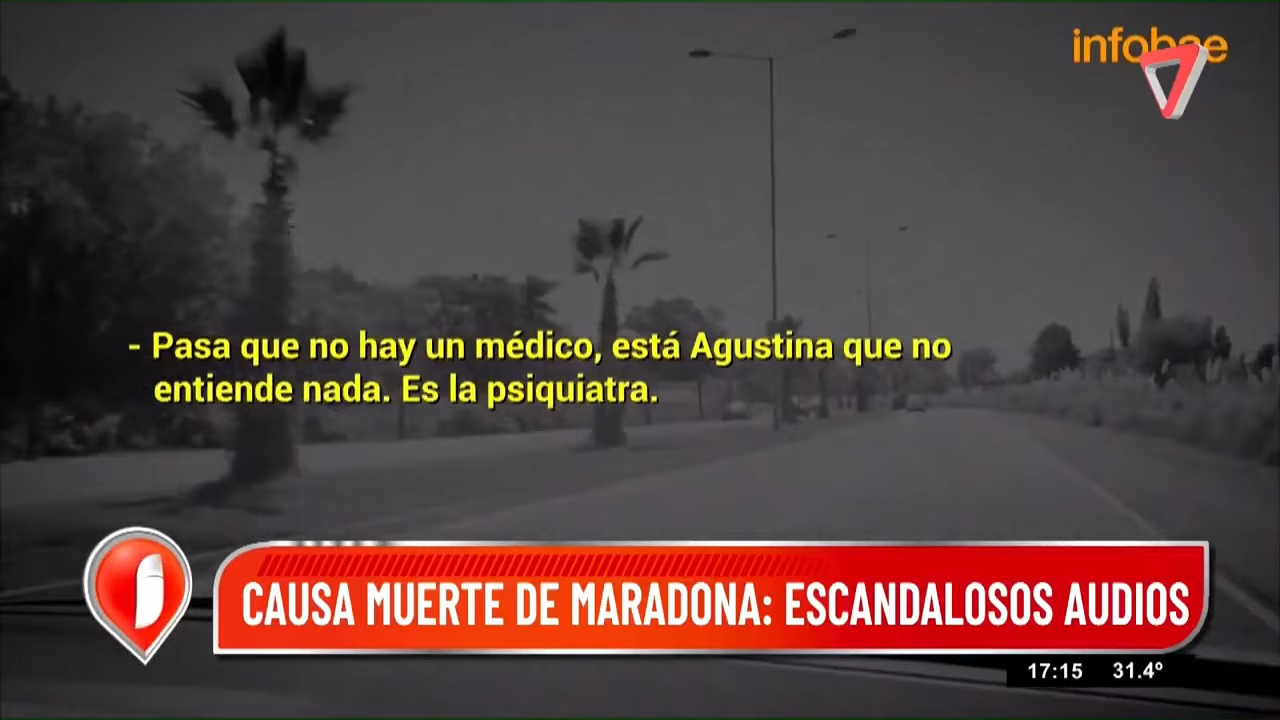 infobae
- Pasa que no hay un médico, está Agustina que no
entiende nada. Es la psiquiatra.
CAUSA MUERTE DE MARADONA: ESCANDALOSOS AUDIOS
17:15 31.4°